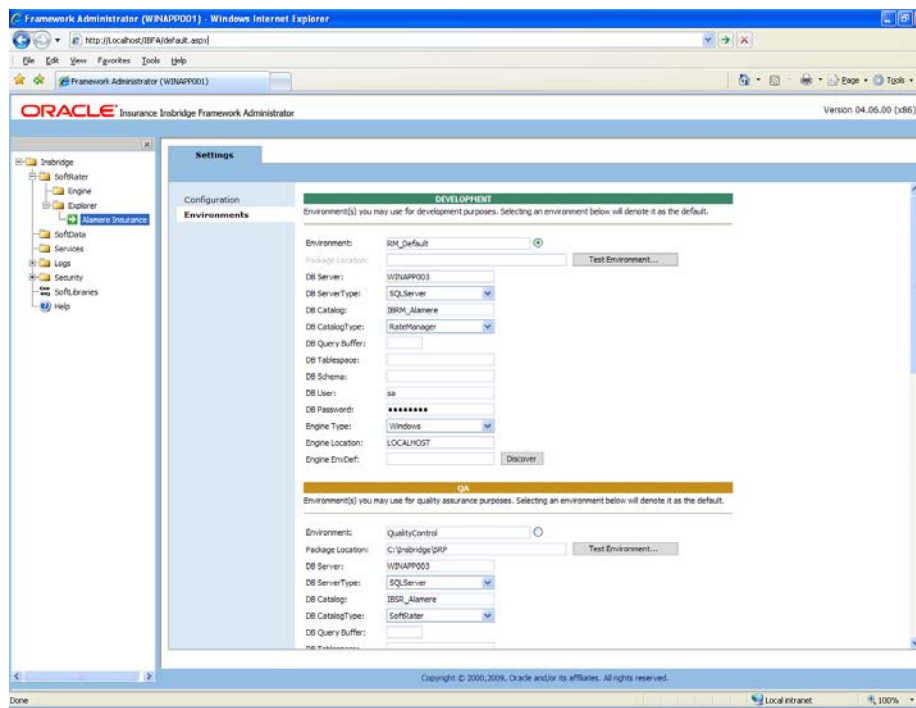 Framework Administrator (WINAPP001) - Windows Internet Explorer
http://Localhost/IBFA/default.aspx
File Edit View Favorites Tools Help
Framework Administrator (WINAPP001)
Page Tools
ORACLE Insurance Insbridge Framework Administrator
Version 04.06.00 (x86)
Insbridge
SoftRater
Engine
Explorer
Alamere Insurance
SoftData
Services
Logs
Security
SoftLibraries
Help
Settings
Configuration
Environments
DEVELOPMENT
Environment(s) you may use for development purposes. Selecting an environment below will denote it as the default.
Environment: RM_Default
Package Location: Test Environment...
DB Server: WINAPP003
DB ServerType: SQLServer
DB Catalog: IBRM_Alamere
DB CatalogType: RateManager
DB Query Buffer:
DB Tablespace:
DB Schema:
DB User: sa
DB Password: ••••••••
Engine Type: Windows
Engine Location: LOCALHOST
Engine EnvDef: Discover
QA
Environment(s) you may use for quality assurance purposes. Selecting an environment below will denote it as the default.
Environment: QualityControl
Package Location: C:\Insbridge\SRP Test Environment...
DB Server: WINAPP003
DB ServerType: SQLServer
DB Catalog: IBSR_Alamere
DB CatalogType: SoftRater
DB Query Buffer:
DB Tablespace:
Copyright © 2000,2009, Oracle and/or its affiliates. All rights reserved.
Done
Local intranet
100%